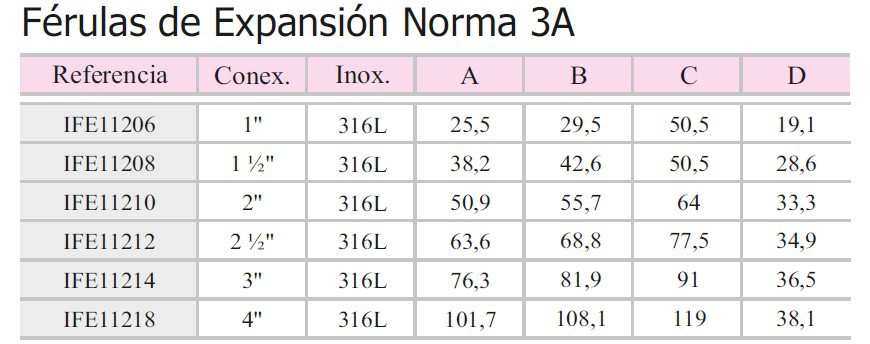 Férulas de Expansión Norma 3A
Referencia Conex. Inox. A B C D
IFE11206 1" 316L 25,5 29,5 50,5 19,1
IFE11208 1 ½" 316L 38,2 42,6 50,5 28,6
IFE11210 2" 316L 50,9 55,7 64 33,3
IFE11212 2 ½" 316L 63,6 68,8 77,5 34,9
IFE11214 3" 316L 76,3 81,9 91 36,5
IFE11218 4" 316L 101,7 108,1 119 38,1